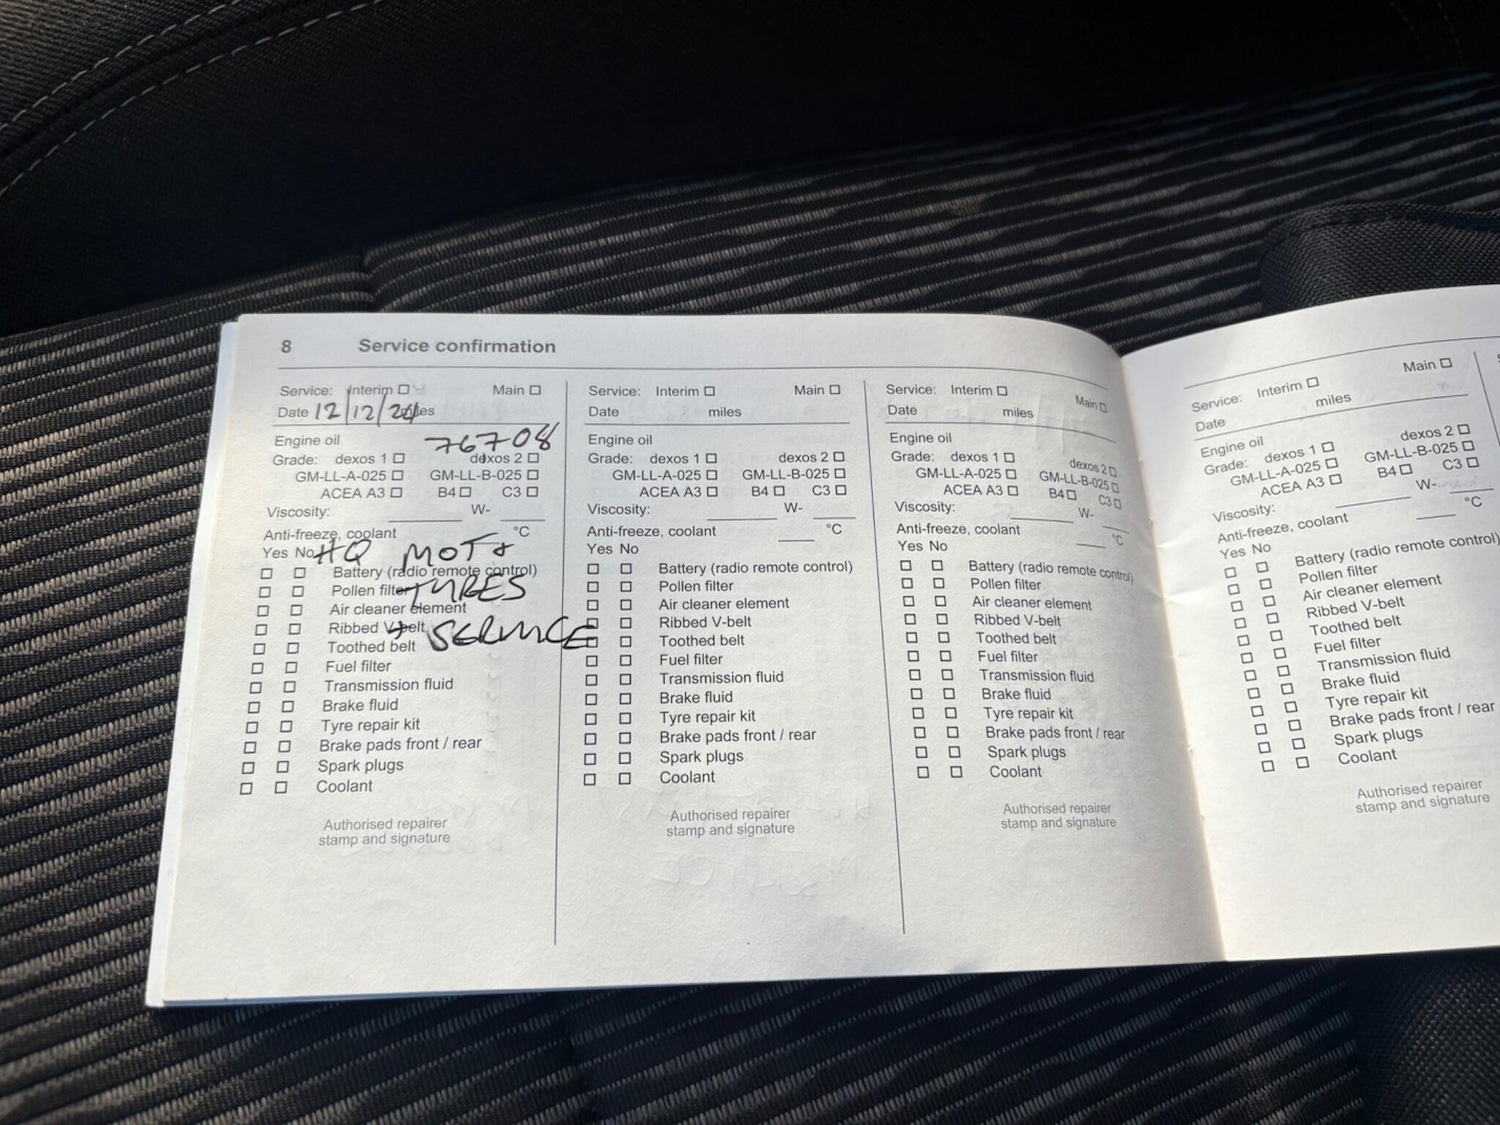 8 Service confirmation
Service: Interim ☐ Main ☐
Date 12/12/24 miles
76708
Engine oil
Grade: dexos 1 ☐ dexos 2 ☐
GM-LL-A-025 ☐ GM-LL-B-025 ☐
ACEA A3 ☐ B4 ☐ C3 ☐
Viscosity: W-
Anti-freeze, coolant °C
Yes No
HQ MOT &
☐ ☐ Battery (radio remote control)
TYRES
☐ ☐ Pollen filter
☐ ☐ Air cleaner element
☐ ☐ Ribbed V-belt
SERVICE
☐ ☐ Toothed belt
☐ ☐ Fuel filter
☐ ☐ Transmission fluid
☐ ☐ Brake fluid
☐ ☐ Tyre repair kit
☐ ☐ Brake pads front / rear
☐ ☐ Spark plugs
☐ ☐ Coolant
Authorised repairer
stamp and signature
Service: Interim ☐ Main ☐
Date miles
Engine oil
Grade: dexos 1 ☐ dexos 2 ☐
GM-LL-A-025 ☐ GM-LL-B-025 ☐
ACEA A3 ☐ B4 ☐ C3 ☐
Viscosity: W-
Anti-freeze, coolant °C
Yes No
☐ ☐ Battery (radio remote control)
☐ ☐ Pollen filter
☐ ☐ Air cleaner element
☐ ☐ Ribbed V-belt
☐ ☐ Toothed belt
☐ ☐ Fuel filter
☐ ☐ Transmission fluid
☐ ☐ Brake fluid
☐ ☐ Tyre repair kit
☐ ☐ Brake pads front / rear
☐ ☐ Spark plugs
☐ ☐ Coolant
Authorised repairer
stamp and signature
Service: Interim ☐ Main ☐
Date miles
Engine oil
Grade: dexos 1 ☐ dexos 2 ☐
GM-LL-A-025 ☐ GM-LL-B-025 ☐
ACEA A3 ☐ B4 ☐ C3 ☐
Viscosity: W-
Anti-freeze, coolant °C
Yes No
☐ ☐ Battery (radio remote control)
☐ ☐ Pollen filter
☐ ☐ Air cleaner element
☐ ☐ Ribbed V-belt
☐ ☐ Toothed belt
☐ ☐ Fuel filter
☐ ☐ Transmission fluid
☐ ☐ Brake fluid
☐ ☐ Tyre repair kit
☐ ☐ Brake pads front / rear
☐ ☐ Spark plugs
☐ ☐ Coolant
Authorised repairer
stamp and signature
Service: Interim ☐ Main ☐
Date miles
Engine oil
Grade: dexos 1 ☐ dexos 2 ☐
GM-LL-A-025 ☐ GM-LL-B-025 ☐
ACEA A3 ☐ B4 ☐ C3 ☐
Viscosity: W-
Anti-freeze, coolant °C
Yes No
☐ ☐ Battery (radio remote control)
☐ ☐ Pollen filter
☐ ☐ Air cleaner element
☐ ☐ Ribbed V-belt
☐ ☐ Toothed belt
☐ ☐ Fuel filter
☐ ☐ Transmission fluid
☐ ☐ Brake fluid
☐ ☐ Tyre repair kit
☐ ☐ Brake pads front / rear
☐ ☐ Spark plugs
☐ ☐ Coolant
Authorised repairer
stamp and signature